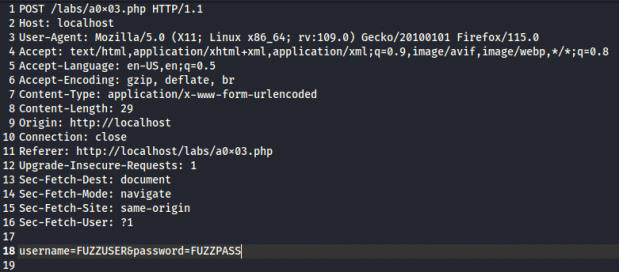 1 POST /labs/a0×03.php HTTP/1.1
2 Host: localhost
3 User-Agent: Mozilla/5.0 (X11; Linux x86_64; rv:109.0) Gecko/20100101 Firefox/115.0
4 Accept: text/html,application/xhtml+xml,application/xml;q=0.9,image/avif,image/webp,*/*;q=0.8
5 Accept-Language: en-US,en;q=0.5
6 Accept-Encoding: gzip, deflate, br
7 Content-Type: application/x-www-form-urlencoded
8 Content-Length: 29
9 Origin: http://localhost
10 Connection: close
11 Referer: http://localhost/labs/a0×03.php
12 Upgrade-Insecure-Requests: 1
13 Sec-Fetch-Dest: document
14 Sec-Fetch-Mode: navigate
15 Sec-Fetch-Site: same-origin
16 Sec-Fetch-User: ?1
17
18 username=FUZZUSER&password=FUZZPASS
19